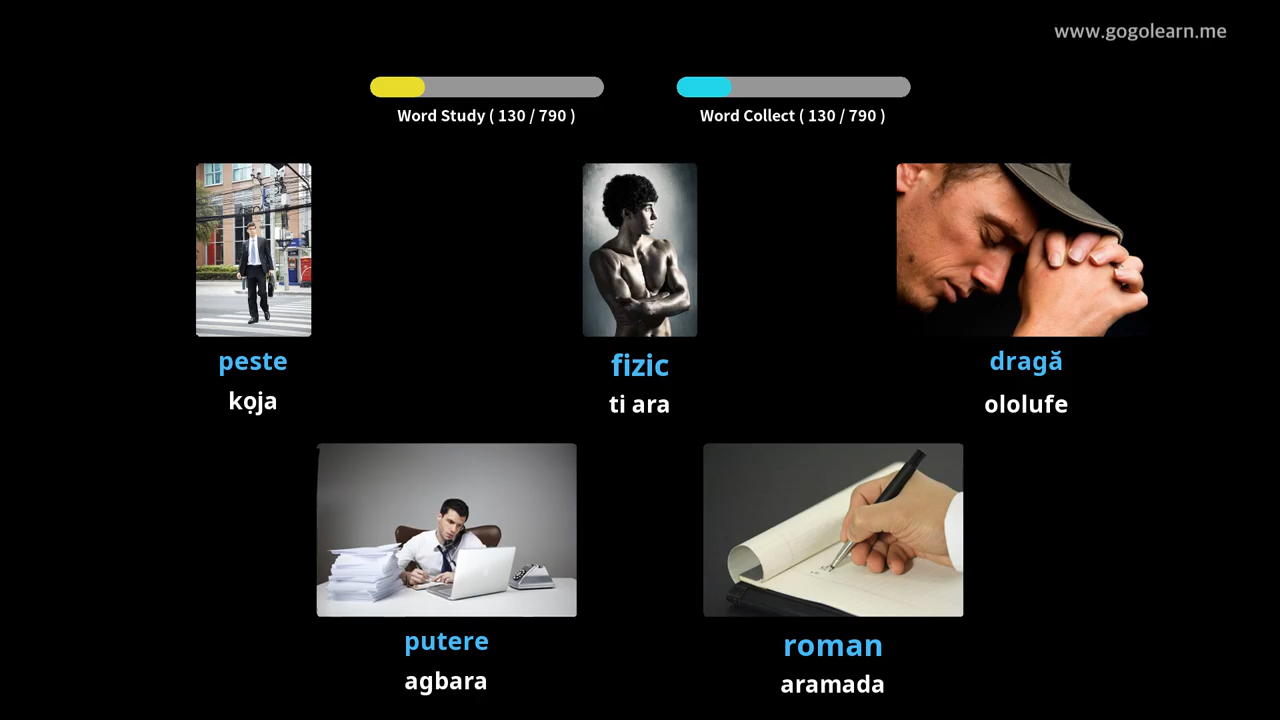 www.gogolearn.me
Word Study ( 130 / 790 )
Word Collect ( 130 / 790 )
peste
kọja
fizic
ti ara
dragă
ololufe
putere
agbara
roman
aramada